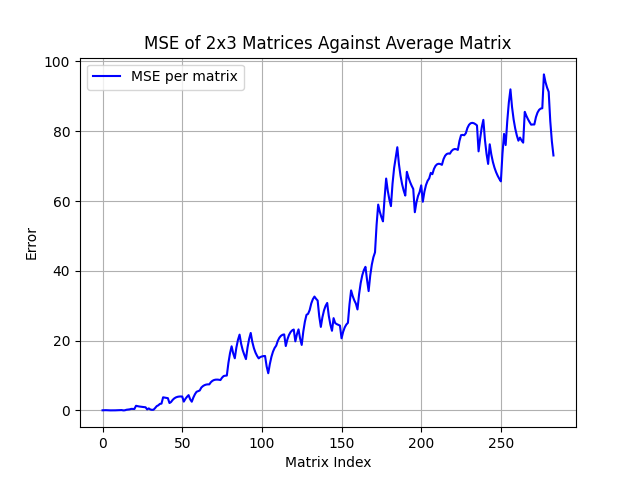 MSE of 2x3 Matrices Against Average Matrix
MSE per matrix
100
80
60
40
20
0
Error
0 50 100 150 200 250
Matrix Index